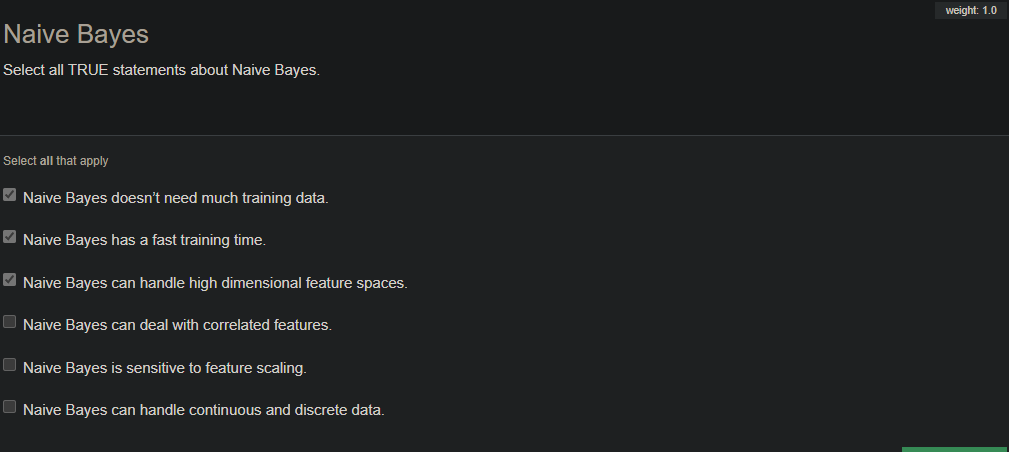 weight: 1.0
Naive Bayes
Select all TRUE statements about Naive Bayes.
Select all that apply
Naive Bayes doesn’t need much training data.
Naive Bayes has a fast training time.
Naive Bayes can handle high dimensional feature spaces.
Naive Bayes can deal with correlated features.
Naive Bayes is sensitive to feature scaling.
Naive Bayes can handle continuous and discrete data.